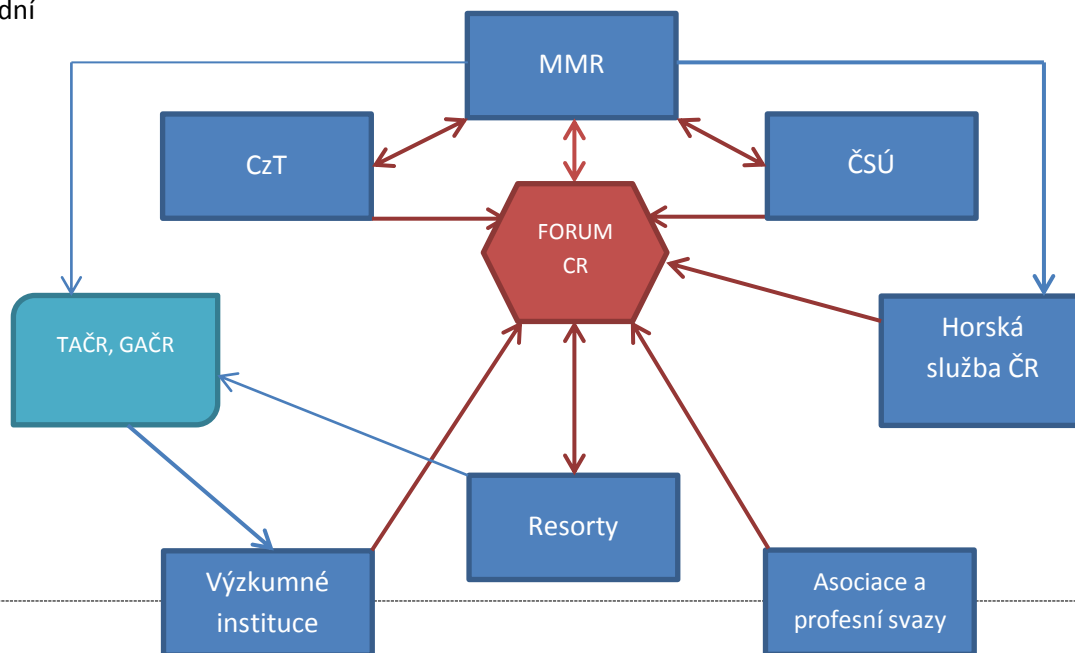 dní
MMR
CzT
ČSÚ
FORUM
CR
TAČR, GAČR
Horská
služba ČR
Resorty
Výzkumné
instituce
Asociace a
profesní svazy